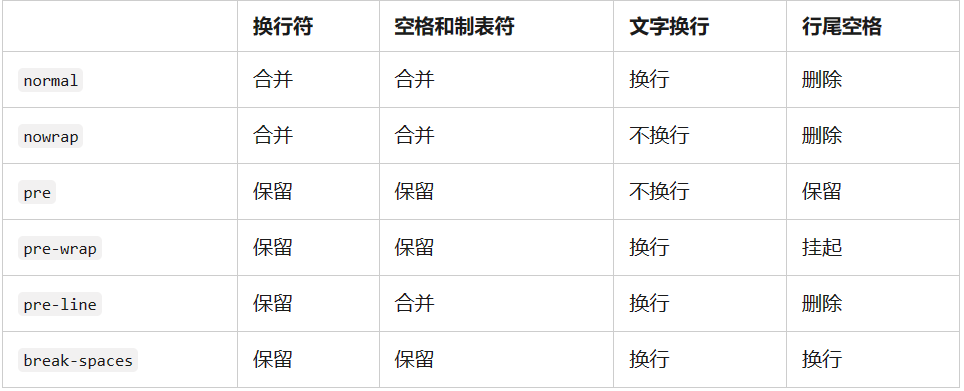 换行符 空格和制表符 文字换行 行尾空格
normal 合并 合并 换行 删除
nowrap 合并 合并 不换行 删除
pre 保留 保留 不换行 保留
pre-wrap 保留 保留 换行 挂起
pre-line 保留 合并 换行 删除
break-spaces 保留 保留 换行 换行